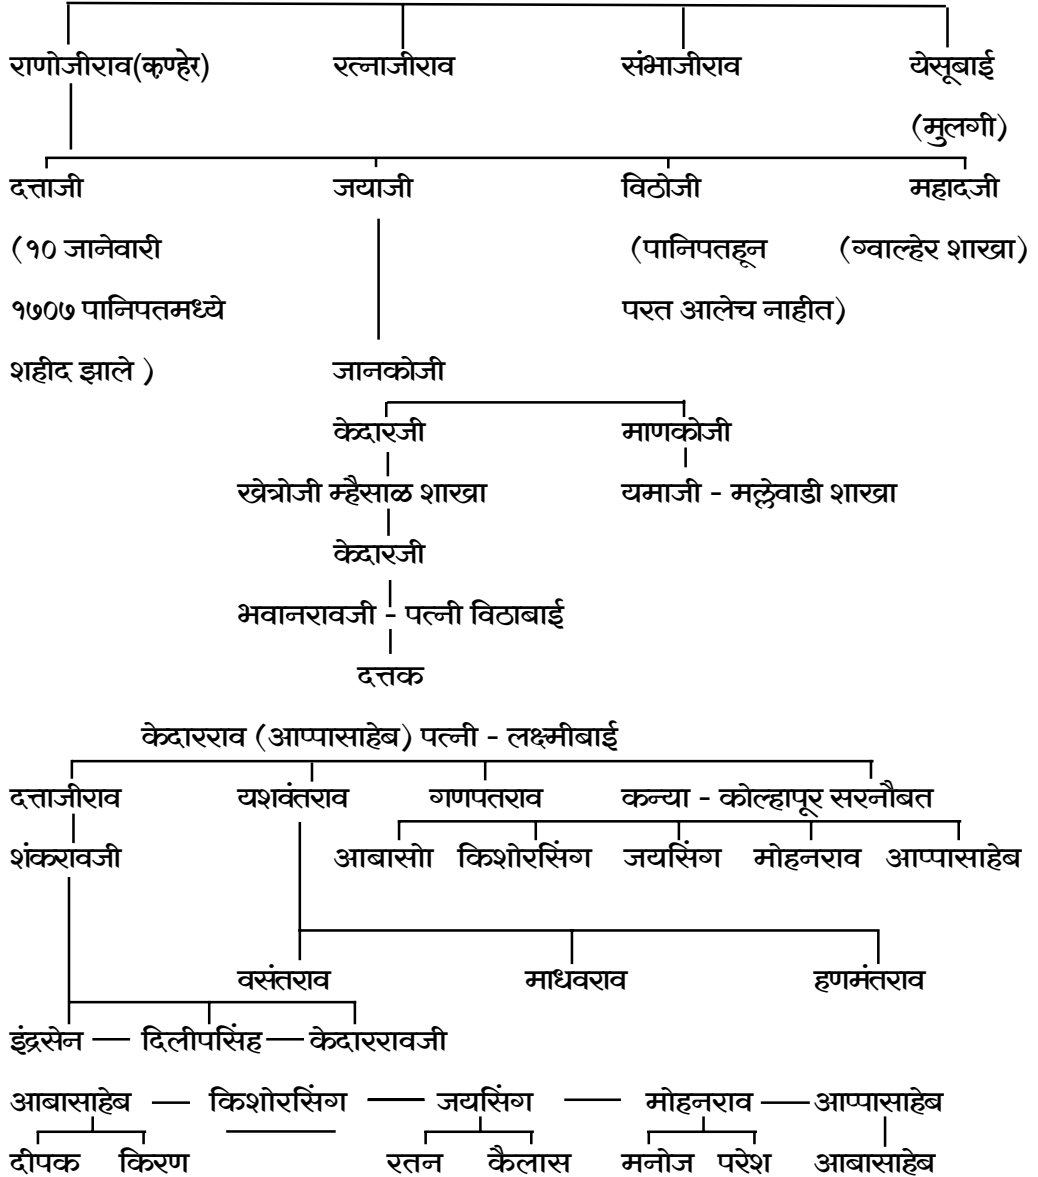 राणोजीराव(कण्हेर) रत्नाजीराव संभाजीराव येसूबाई
(मुलगी)
दत्ताजी जयाजी विठोजी महादजी
(१० जानेवारी (पानिपतहून (ग्वाल्हेर शाखा)
१७०७ पानिपतमध्ये परत आलेच नाहीत)
शहीद झाले ) जानकोजी
केदारजी माणकोजी
खेत्रोजी म्हैसाळ शाखा यमाजी - मल्लेवाडी शाखा
केदारजी
भवानरावजी - पत्नी विठाबाई
दत्तक
केदारराव (आप्पासाहेब) पत्नी - लक्ष्मीबाई
दत्ताजीराव यशवंतराव गणपतराव कन्या - कोल्हापूर सरनौबत
शंकरावजी आबासाो किशोरसिंग जयसिंग मोहनराव आप्पासाहेब
वसंतराव माधवराव हणमंतराव
इंद्रसेन — दिलीपसिंह — केदाररावजी
आबासाहेब — किशोरसिंग — जयसिंग — मोहनराव — आप्पासाहेब
दीपक किरण रतन कैलास मनोज परेश आबासाहेब